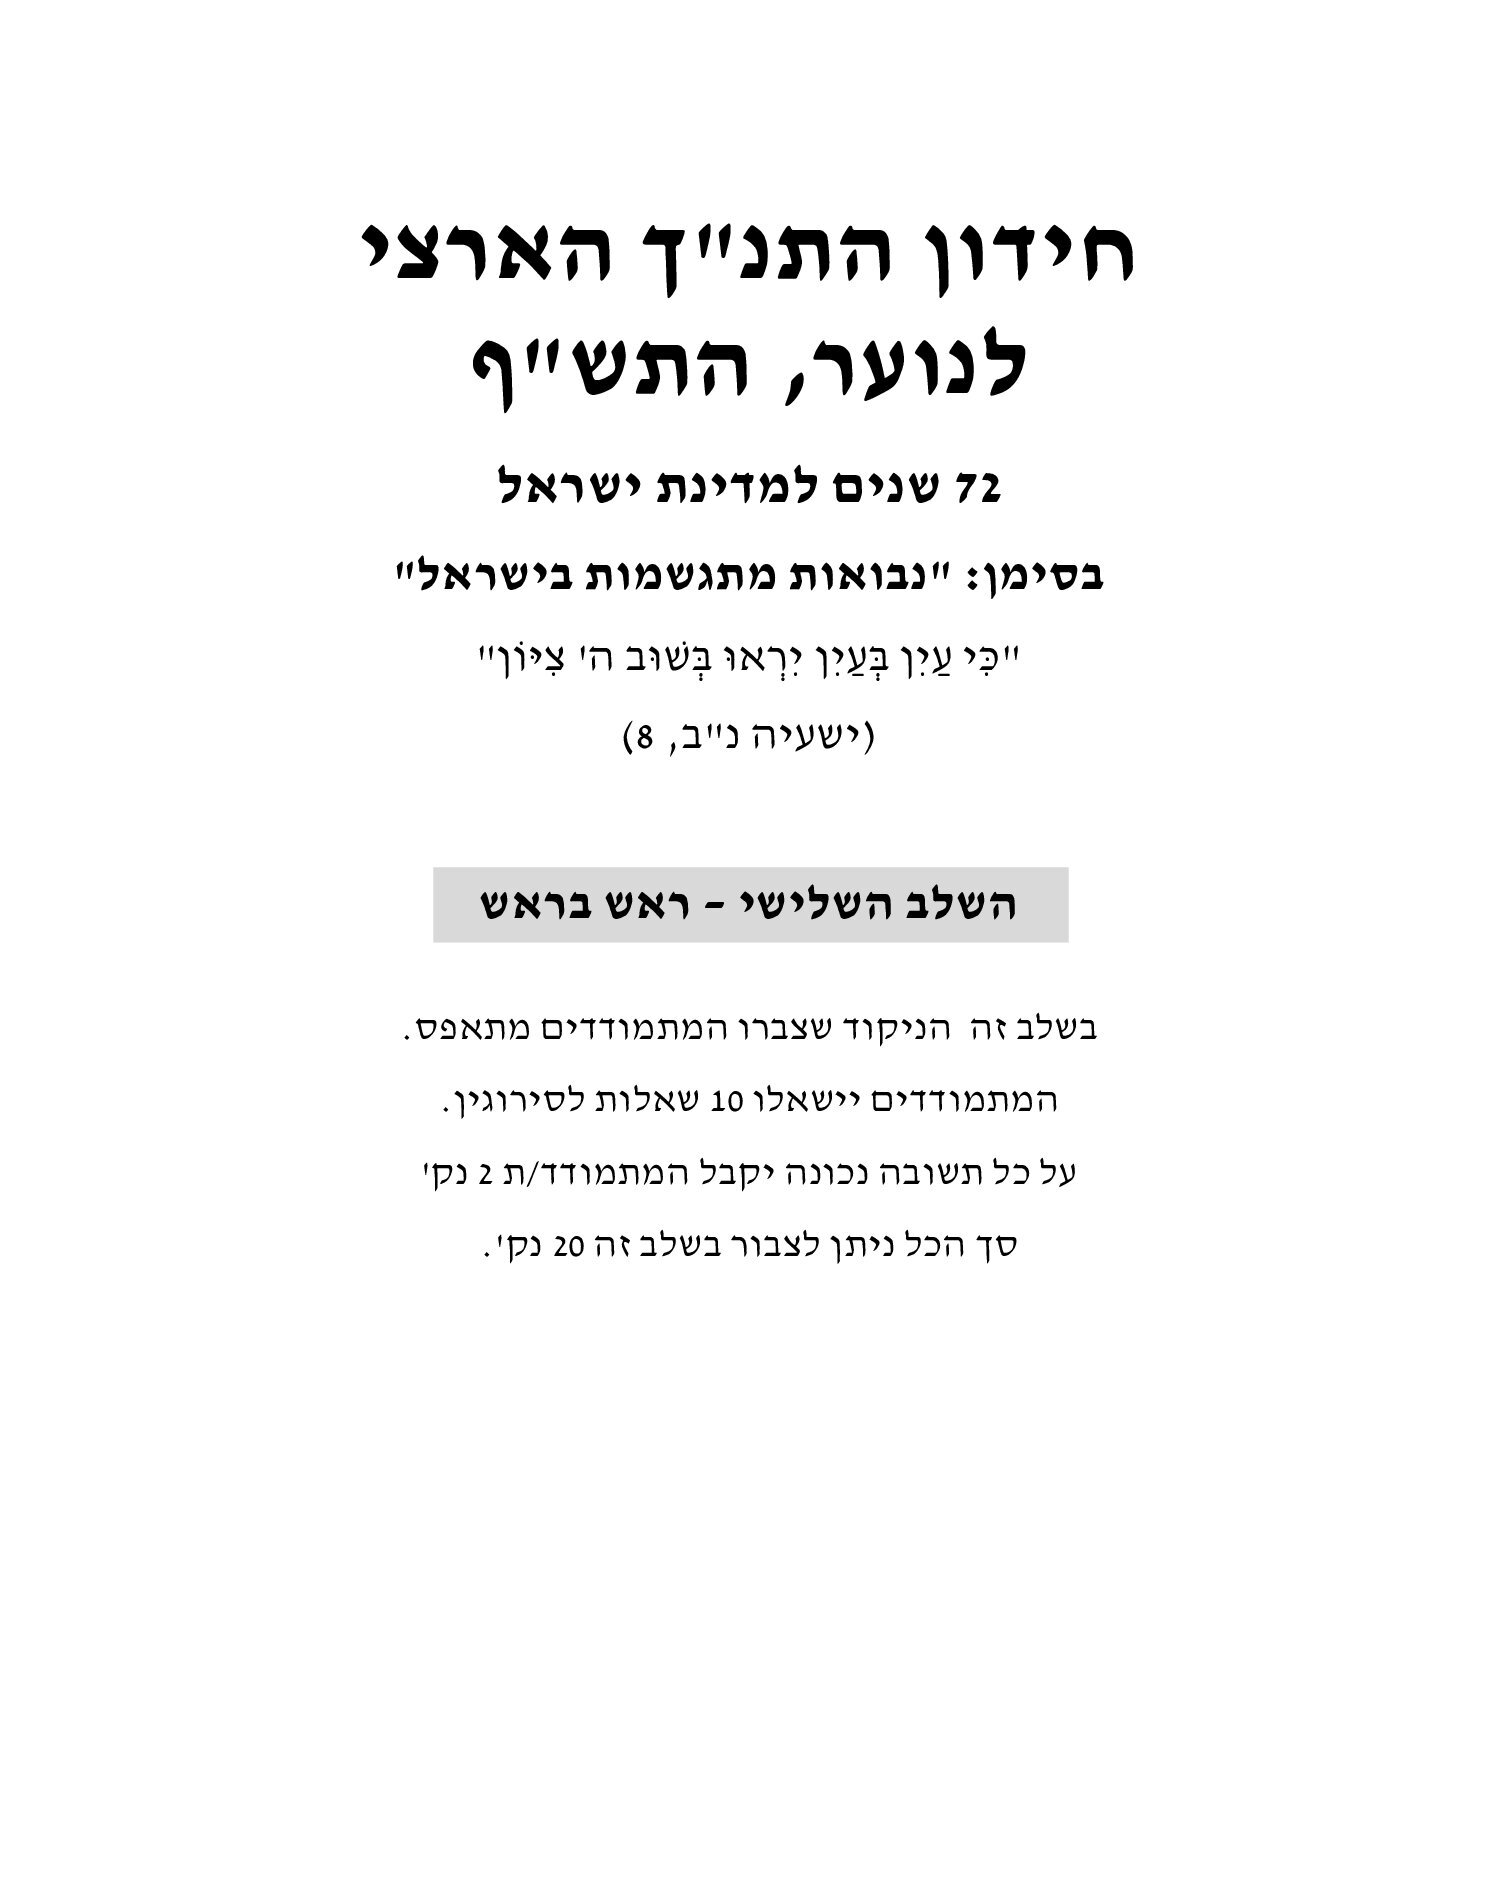 חידון התנ"ך הארצי
לנוער, התש"ף
72 שנים למדינת ישראל
בסימן: "נבואות מתגשמות בישראל"
"כִּי עַיִן בְּעַיִן יִרְאוּ בְּשׁוּב ה' צִיּוֹן"
(ישעיה נ"ב, 8)
השלב השלישי - ראש בראש
בשלב זה  הניקוד שצברו המתמודדים מתאפס.
המתמודדים יישאלו 10 שאלות לסירוגין.
על כל תשובה נכונה יקבל המתמודד/ת 2 נק'
סך הכל ניתן לצבור בשלב זה 20 נק'.